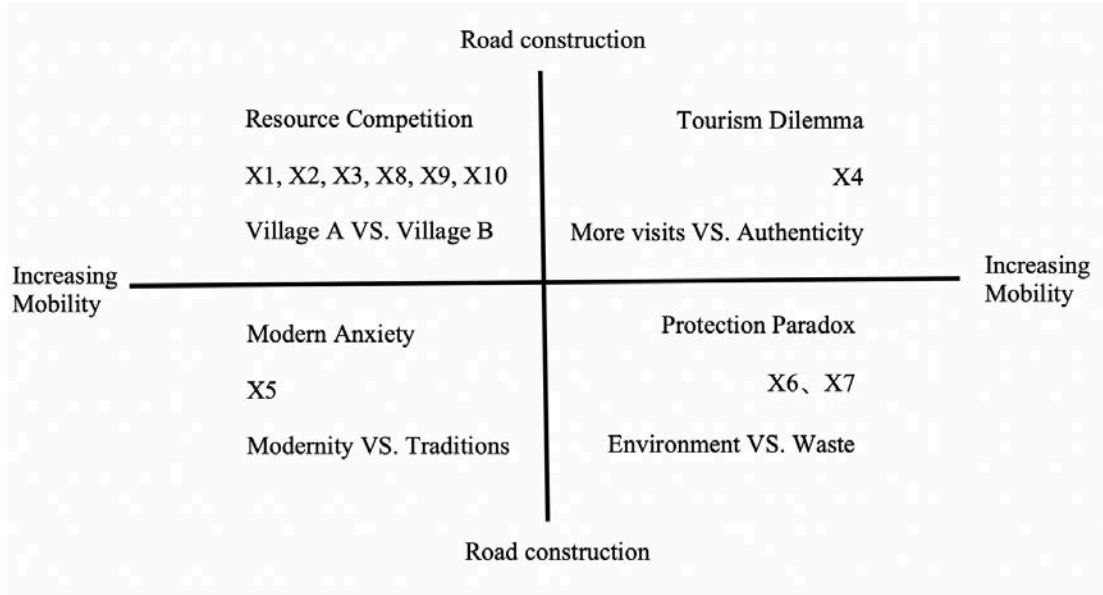 Road construction
Resource Competition
X1, X2, X3, X8, X9, X10
Village A VS. Village B
Tourism Dilemma
X4
More visits VS. Authenticity
Increasing
Mobility
Increasing
Mobility
Modern Anxiety
X5
Modernity VS. Traditions
Protection Paradox
X6、X7
Environment VS. Waste
Road construction